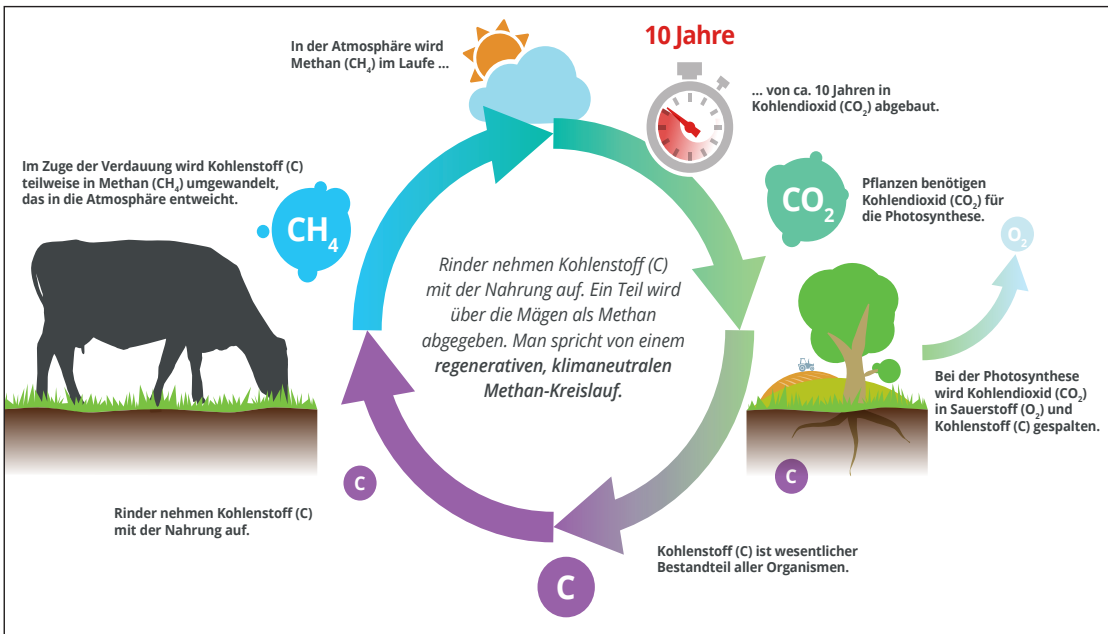 In der Atmosphäre wird
Methan (CH₄) im Laufe ...
10 Jahre
... von ca. 10 Jahren in
Kohlendioxid (CO₂) abgebaut.
Im Zuge der Verdauung wird Kohlenstoff (C)
teilweise in Methan (CH₄) umgewandelt,
das in die Atmosphäre entweicht.
CH₄
CO₂
Pflanzen benötigen
Kohlendioxid (CO₂) für
die Photosynthese.
O₂
Rinder nehmen Kohlenstoff (C)
mit der Nahrung auf. Ein Teil wird
über die Mägen als Methan
abgegeben. Man spricht von einem
regenerativen, klimaneutralen
Methan-Kreislauf.
Bei der Photosynthese
wird Kohlendioxid (CO₂)
in Sauerstoff (O₂) und
Kohlenstoff (C) gespalten.
C
C
Rinder nehmen Kohlenstoff (C)
mit der Nahrung auf.
Kohlenstoff (C) ist wesentlicher
Bestandteil aller Organismen.
C